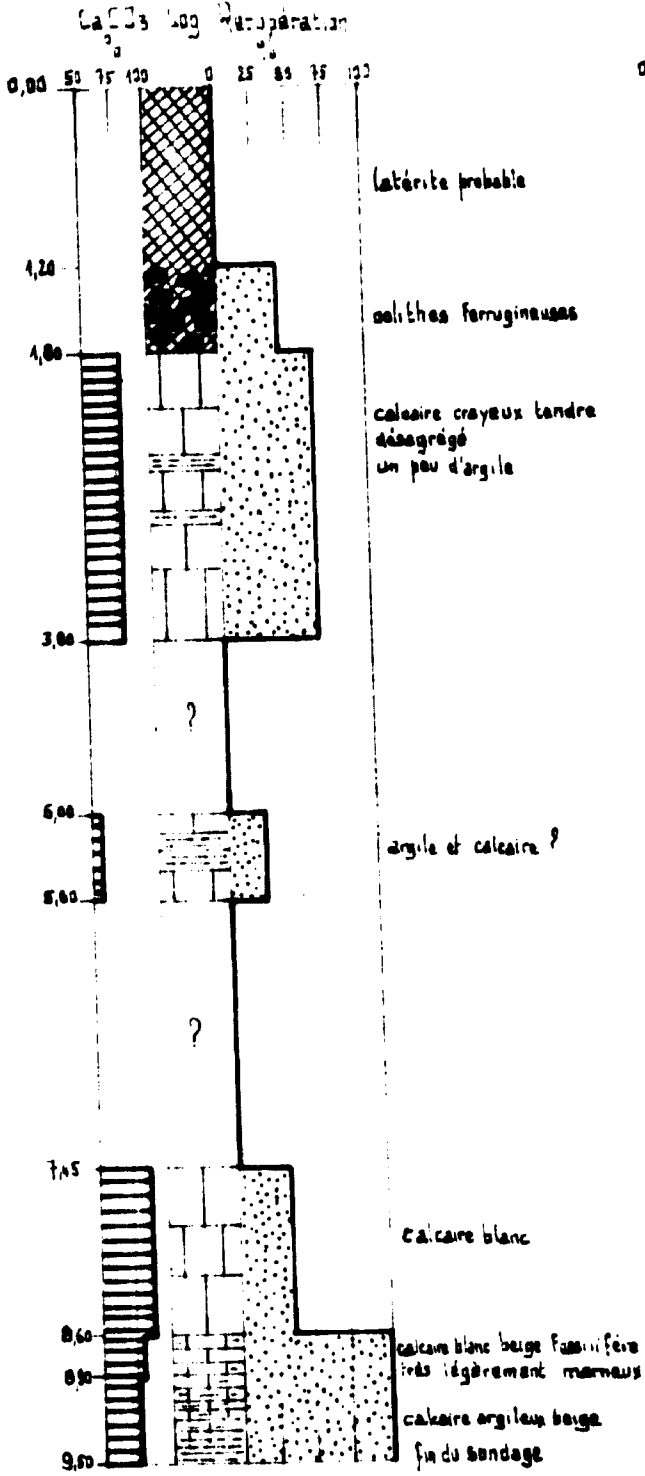 CaCO3 Log Récupération
% %
0,00 50 75 100 0 25 50 75 100
latérite probable
1,20
oolithes ferrugineuses
1,80
calcaire crayeux tendre
désagrégé
un peu d'argile
3,80
?
5,00
argile et calcaire ?
5,60
?
7,45
calcaire blanc
8,60
calcaire blanc beige fossilifère
très légèrement marneux
8,90
calcaire argileux beige
fin du sondage
9,50